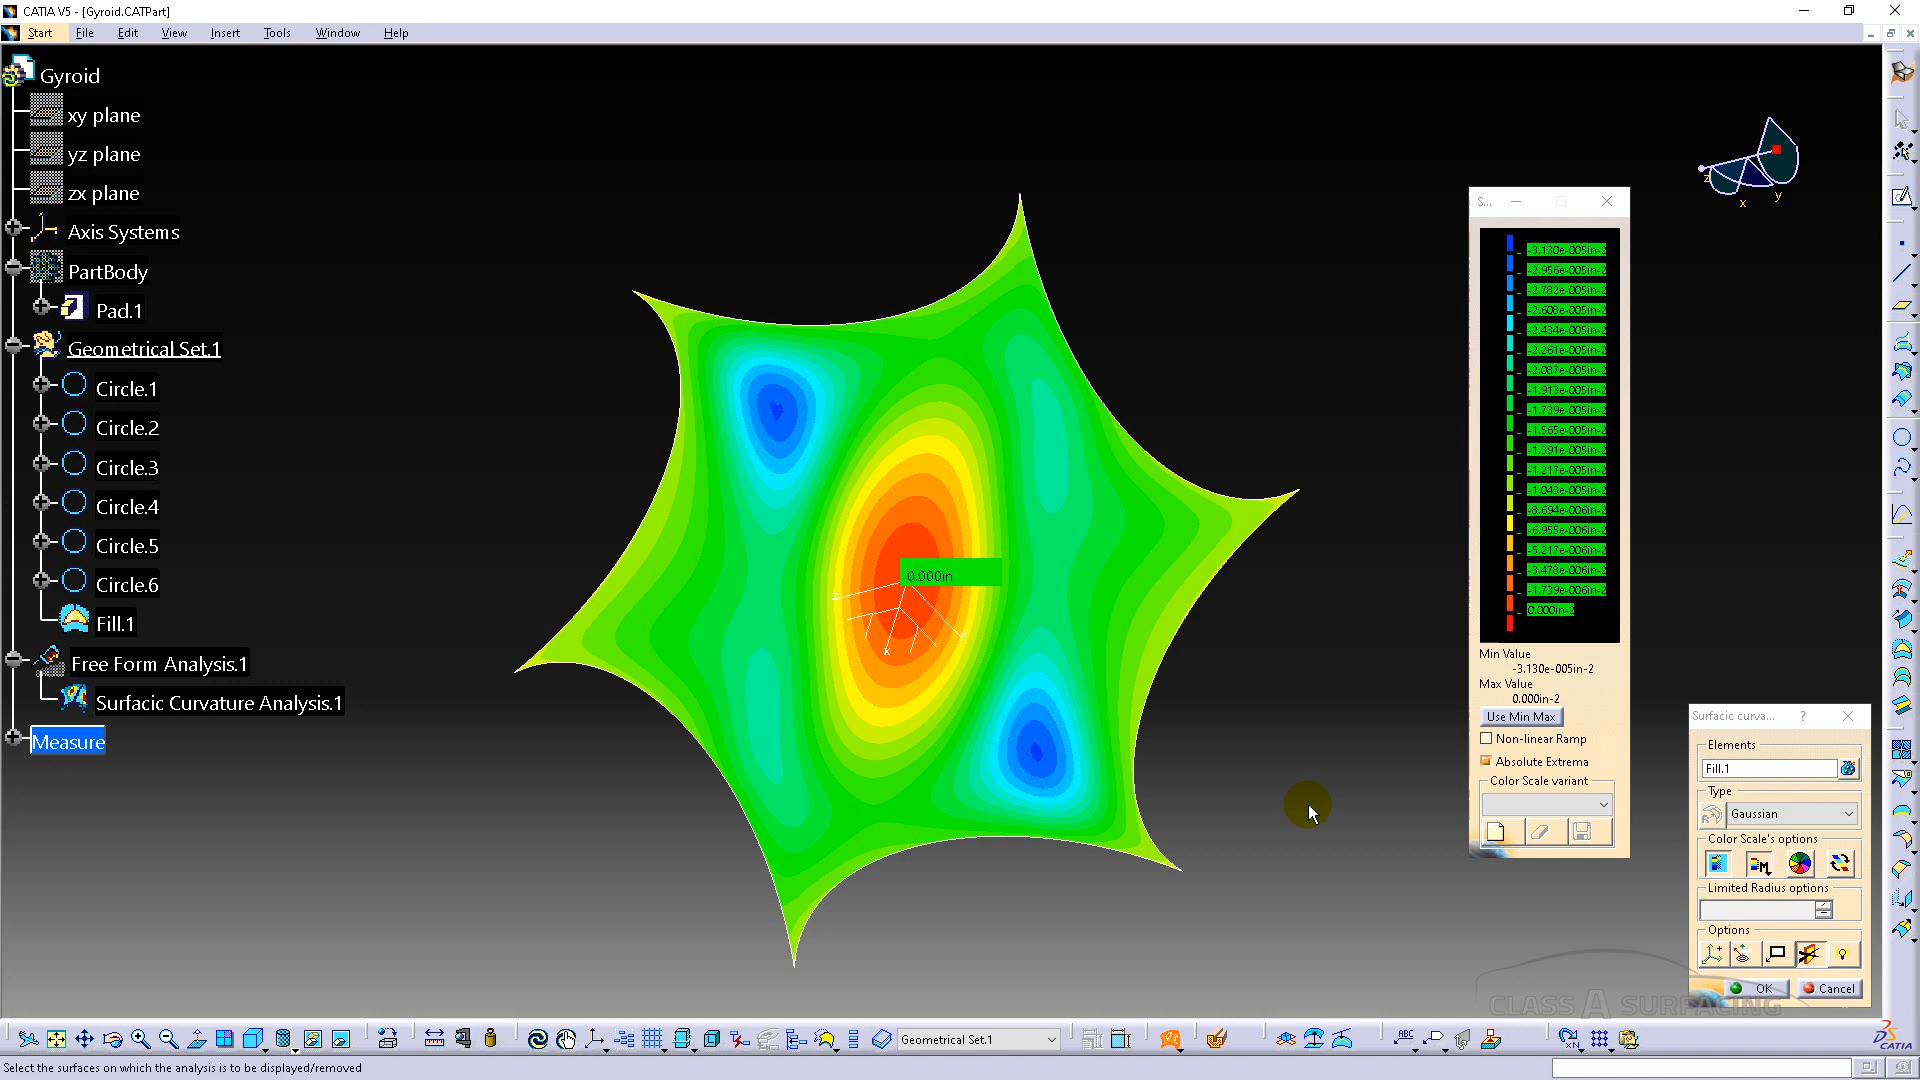 CATIA V5 - [Gyroid.CATPart]
Start File Edit View Insert Tools Window Help
Gyroid
xy plane
yz plane
zx plane
Axis Systems
PartBody
Pad.1
Geometrical Set.1
Circle.1
Circle.2
Circle.3
Circle.4
Circle.5
Circle.6
Fill.1
Free Form Analysis.1
Surfacic Curvature Analysis.1
Measure
0.000in
z
y
x
z
x
y
S...
-3.130e-005in-2
-2.956e-005in-2
-2.782e-005in-2
-2.608e-005in-2
-2.434e-005in-2
-2.261e-005in-2
-2.087e-005in-2
-1.913e-005in-2
-1.739e-005in-2
-1.565e-005in-2
-1.391e-005in-2
-1.217e-005in-2
-1.043e-005in-2
-8.694e-006in-2
-6.955e-006in-2
-5.217e-006in-2
-3.478e-006in-2
-1.739e-006in-2
0.000in-2
Min Value
-3.130e-005in-2
Max Value
0.000in-2
Use Min Max
Non-linear Ramp
Absolute Extrema
Color Scale variant
Surfacic curva... ?
Elements
Fill.1
Type
Gaussian
Color Scale's options
Limited Radius options
Options
OK Cancel
CLASS A SURFACING
Geometrical Set.1
ABC
CATIA
Select the surfaces on which the analysis is to be displayed/removed